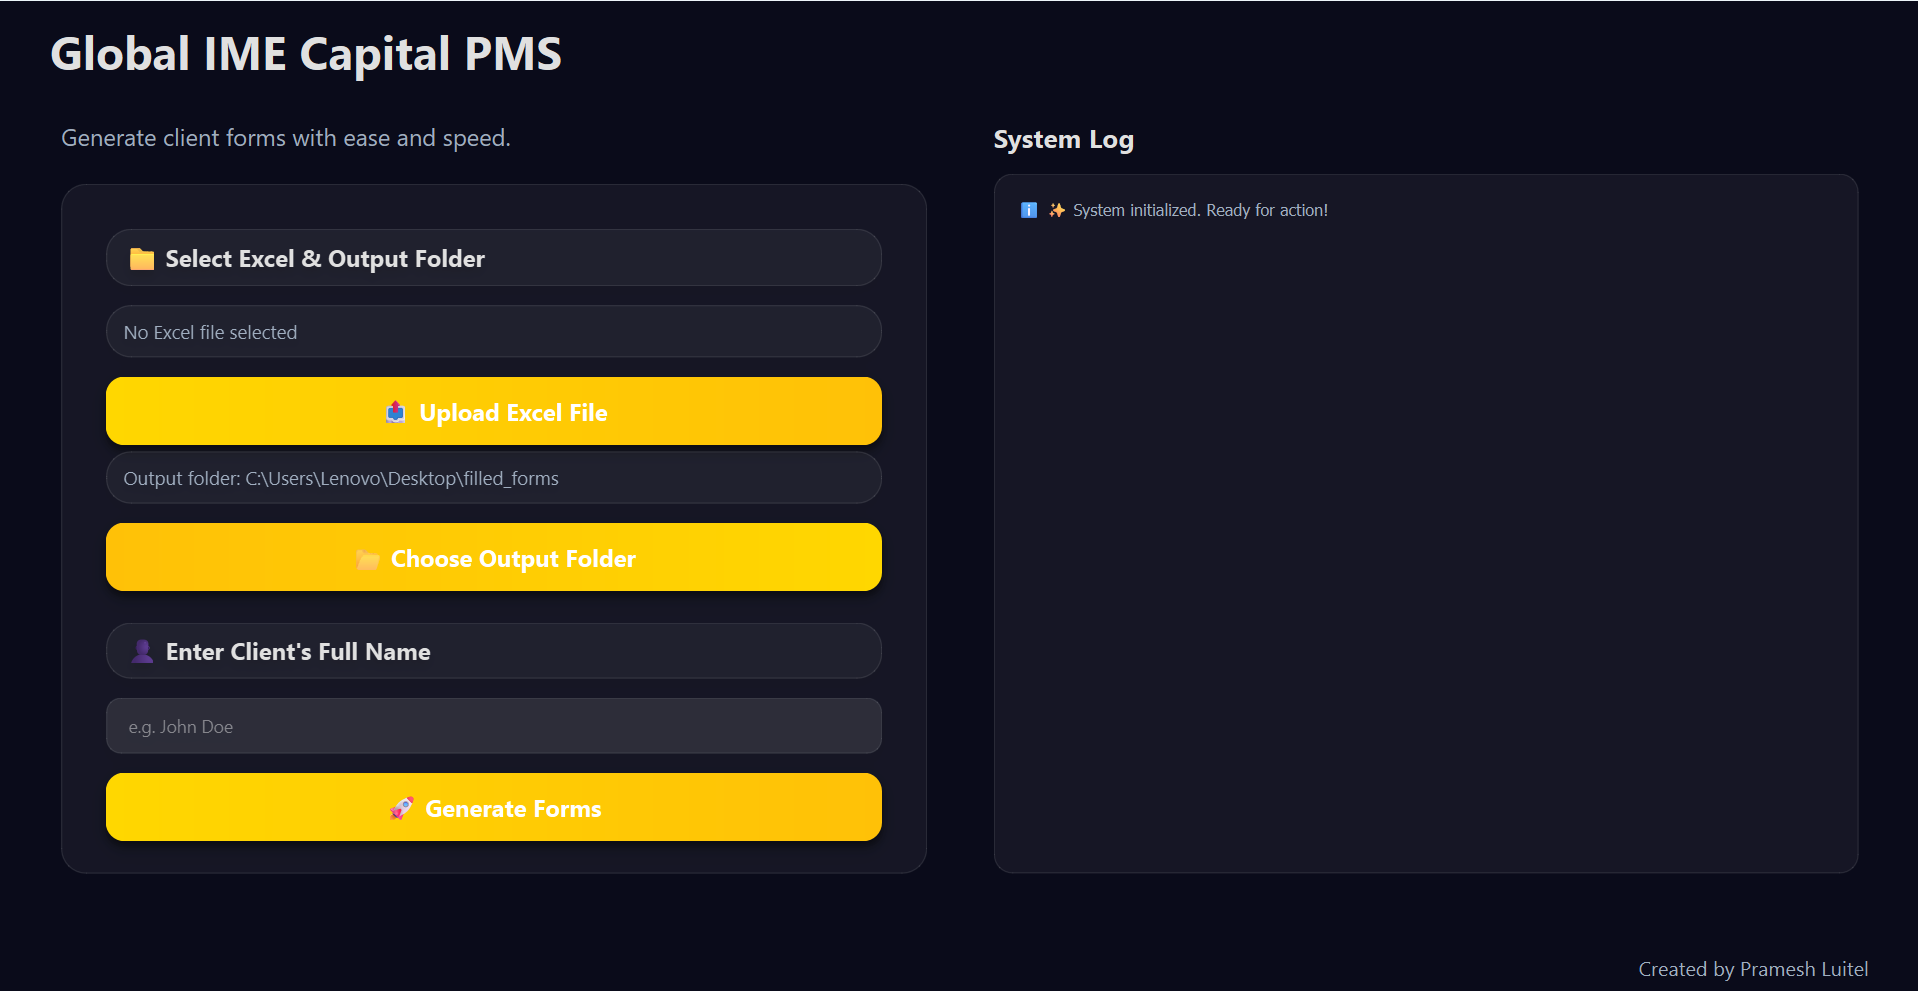 Global IME Capital PMS
Generate client forms with ease and speed.
📁 Select Excel & Output Folder
No Excel file selected
📤 Upload Excel File
Output folder: C:\Users\Lenovo\Desktop\filled_forms
📂 Choose Output Folder
👤 Enter Client's Full Name
e.g. John Doe
🚀 Generate Forms
System Log
ℹ️ ✨ System initialized. Ready for action!
Created by Pramesh Luitel